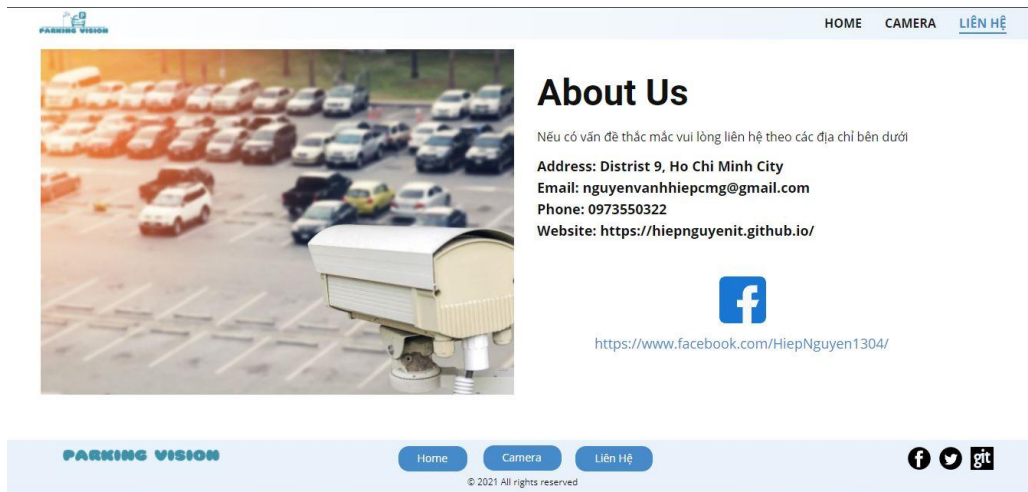 PARKING VISION
HOME CAMERA LIÊN HỆ
About Us
Nếu có vấn đề thắc mắc vui lòng liên hệ theo các địa chỉ bên dưới
Address: Distrist 9, Ho Chi Minh City
Email: nguyenvanhhiepcmg@gmail.com
Phone: 0973550322
Website: https://hiepnguyenit.github.io/
f
https://www.facebook.com/HiepNguyen1304/
PARKING VISION
Home Camera Liên Hệ
f git
© 2021 All rights reserved